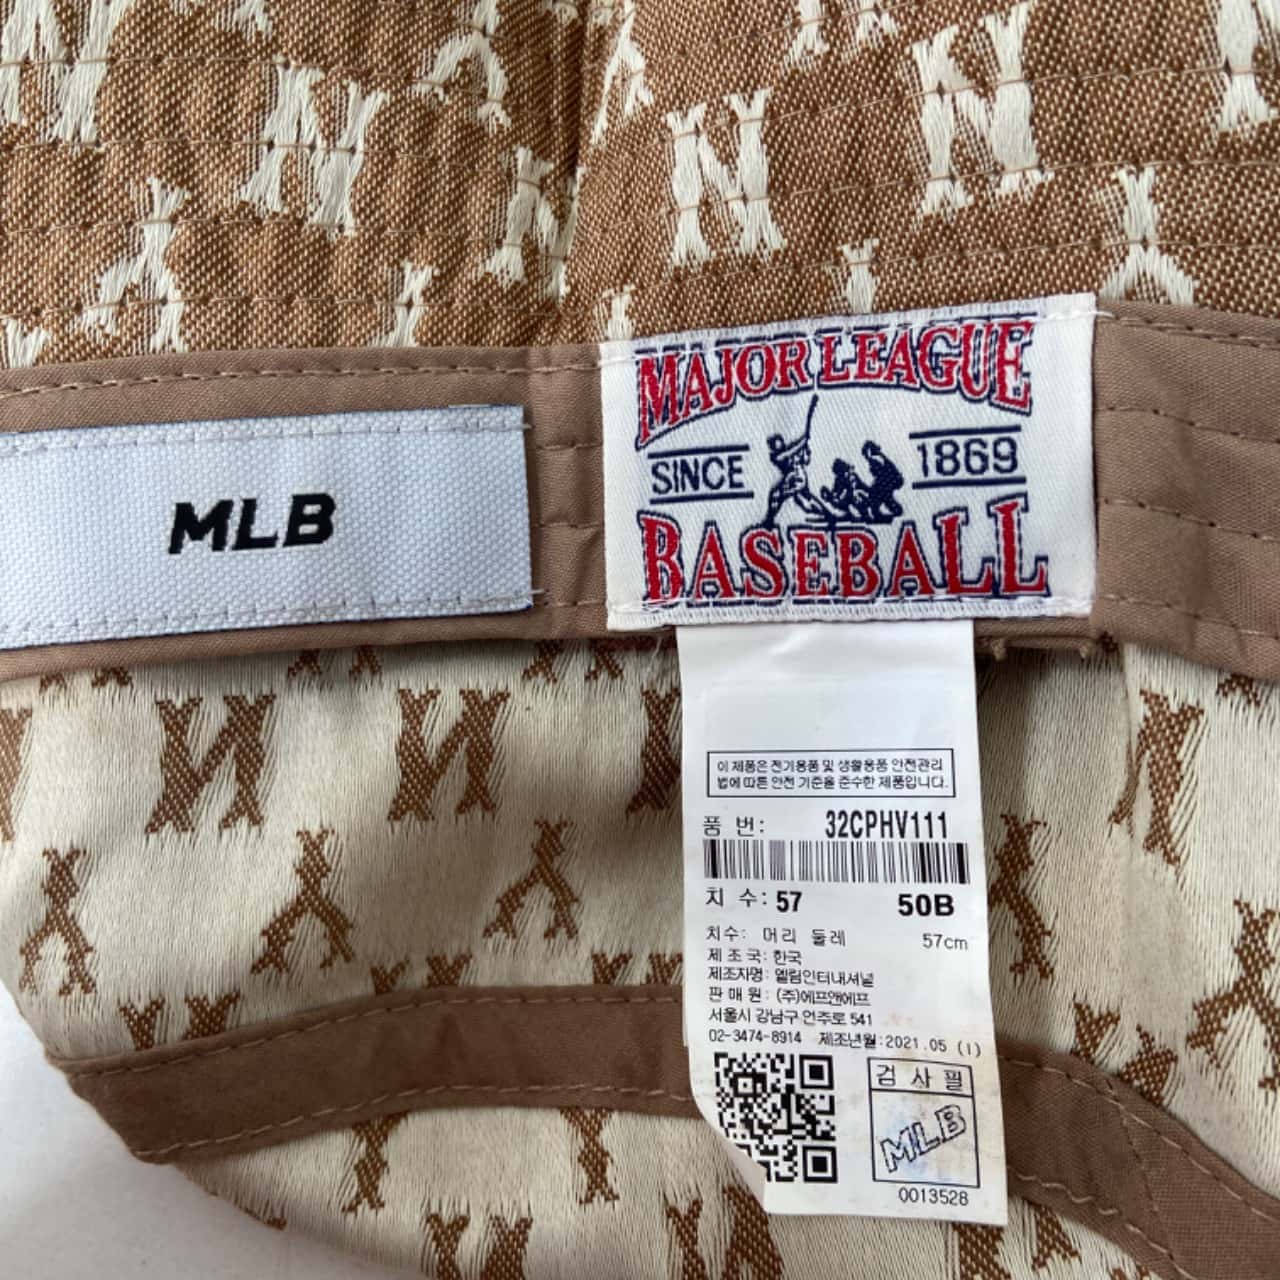 MLB
MAJOR LEAGUE
SINCE 1869
BASEBALL
이 제품은 전기용품 및 생활용품 안전관리
법에 따른 안전 기준을 준수한 제품입니다.
품 번: 32CPHV111
치 수: 57 50B
치수: 머리 둘레 57cm
제 조 국: 한국
제조자명: 엘림인터내셔널
판 매 원: (주)에프앤에프
서울시 강남구 언주로 541
02-3474-8914 제조년월:2021.05 (1)
검 사 필
MLB
0013528